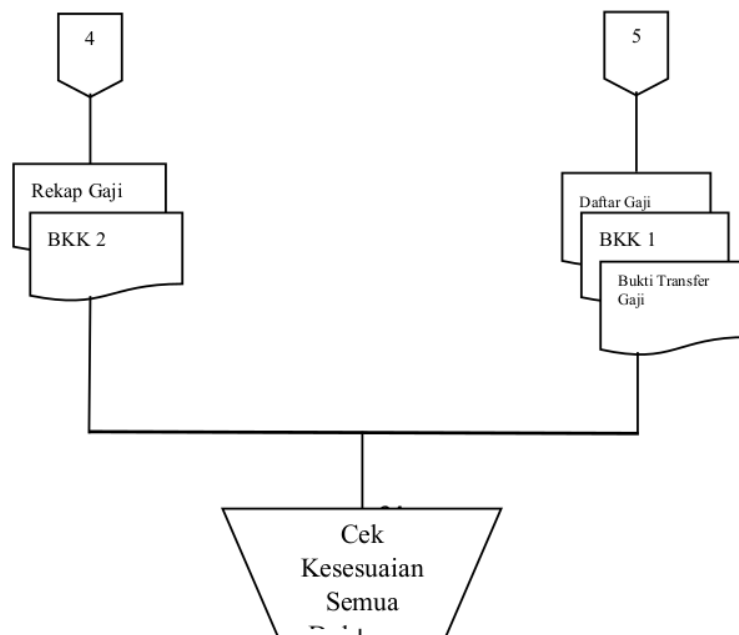 4
5
Rekap Gaji
BKK 2
Daftar Gaji
BKK 1
Bukti Transfer
Gaji
Cek
Kesesuaian
Semua